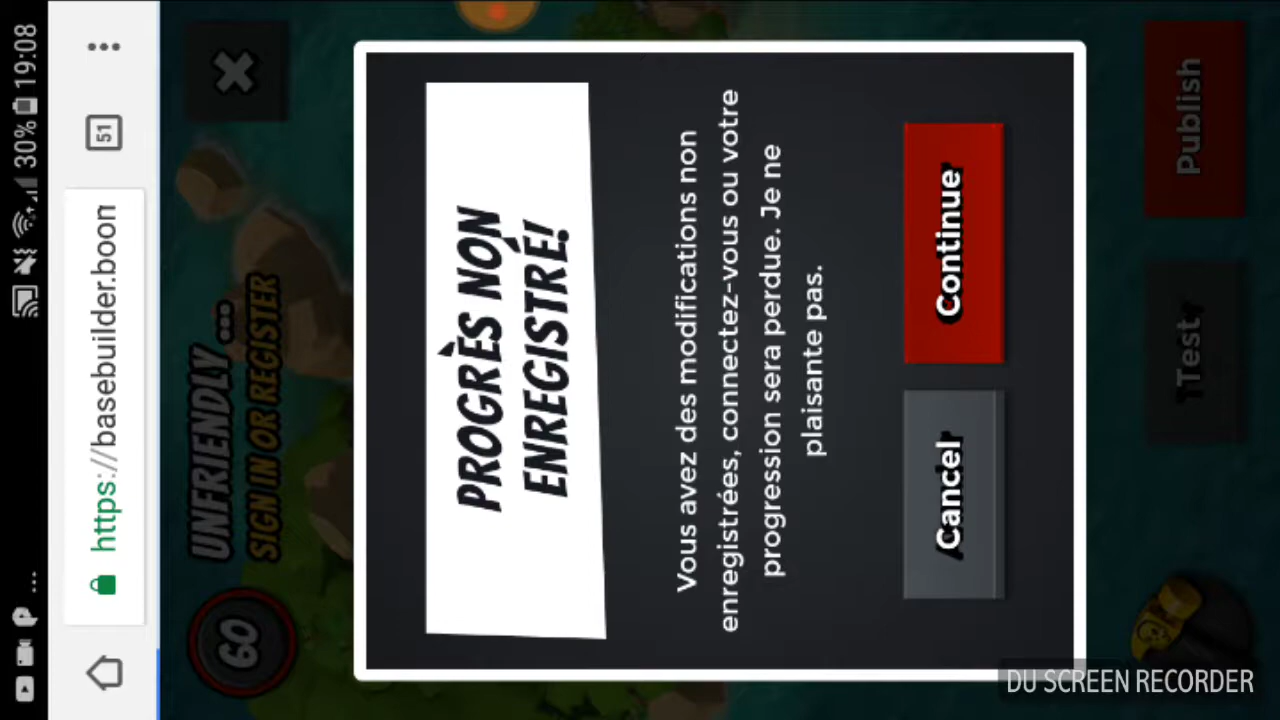 30% 19:08
https://basebuilder.boon
51
60
UNFRIENDLY ...
SIGN IN OR REGISTER
PROGRÈS NON
ENREGISTRÉ!
Vous avez des modifications non
enregistrées, connectez-vous ou votre
progression sera perdue. Je ne
plaisante pas.
Cancel
Continue
Test
Publish
DU SCREEN RECORDER